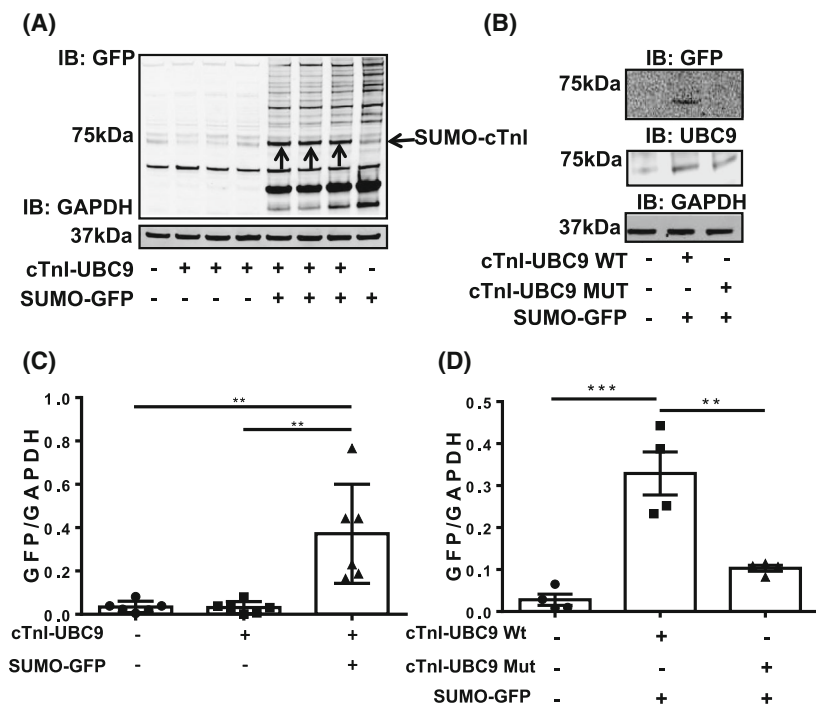 (A)
IB: GFP
75kDa
SUMO-cTnI
IB: GAPDH
37kDa
cTnI-UBC9 - + + + + + + -
SUMO-GFP - - - - + + + +
(B)
IB: GFP
75kDa
IB: UBC9
75kDa
IB: GAPDH
37kDa
cTnI-UBC9 WT - + -
cTnI-UBC9 MUT - - +
SUMO-GFP - + +
(C)
GFP/GAPDH
1.0
0.8
0.6
0.4
0.2
0.0
**
**
cTnI-UBC9 - + +
SUMO-GFP - - +
(D)
GFP/GAPDH
0.5
0.4
0.3
0.2
0.1
0.0
***
**
cTnI-UBC9 Wt - + -
cTnI-UBC9 Mut - - +
SUMO-GFP - + +